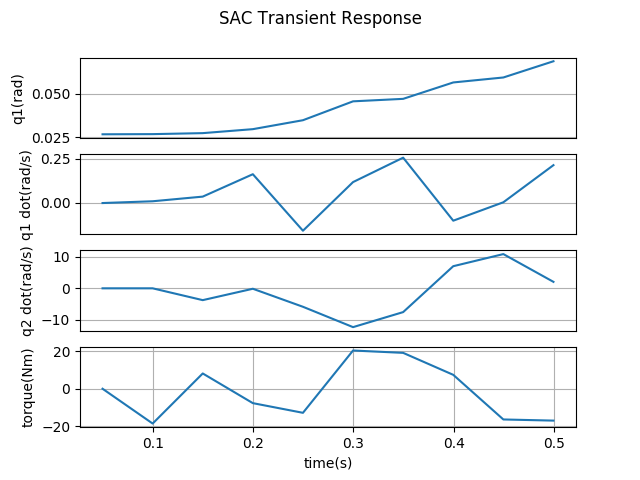 SAC Transient Response
q1(rad)
0.050
0.025
q1 dot(rad/s)
0.25
0.00
q2 dot(rad/s)
10
0
−10
torque(Nm)
20
0
−20
0.1 0.2 0.3 0.4 0.5
time(s)